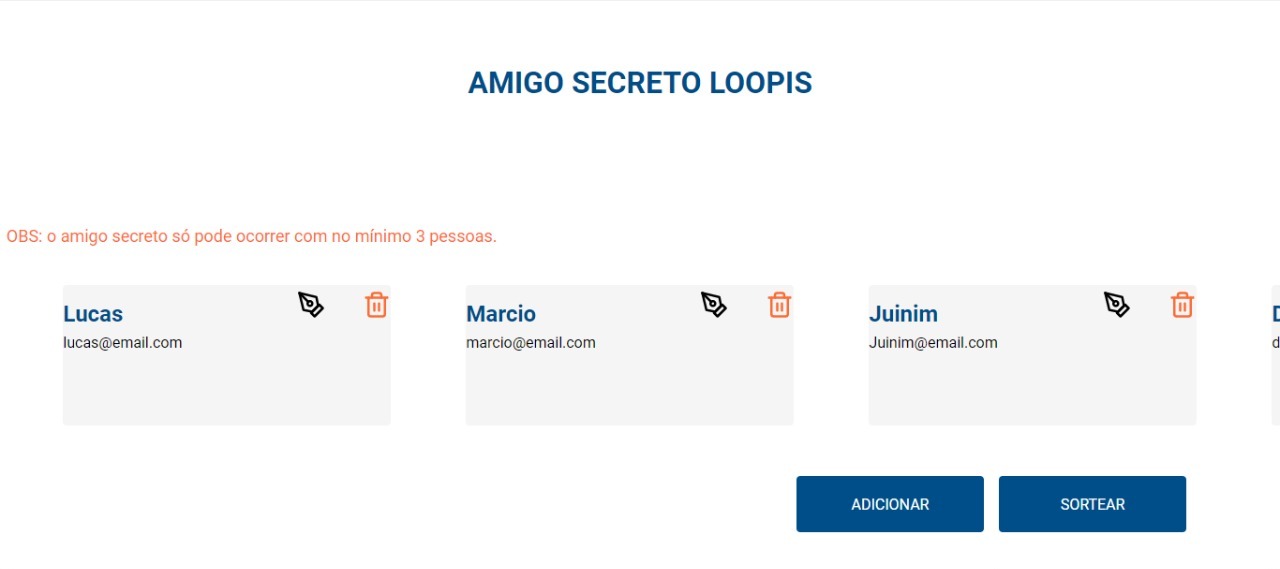 AMIGO SECRETO LOOPIS
OBS: o amigo secreto só pode ocorrer com no mínimo 3 pessoas.
Lucas
lucas@email.com
Marcio
marcio@email.com
Juinim
Juinim@email.com
ADICIONAR
SORTEAR